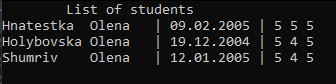 List of students
Hnatestka Olena | 09.02.2005 | 5 5 5
Holybovska Olena | 19.12.2004 | 5 4 5
Shumriv Olena | 12.01.2005 | 5 4 5